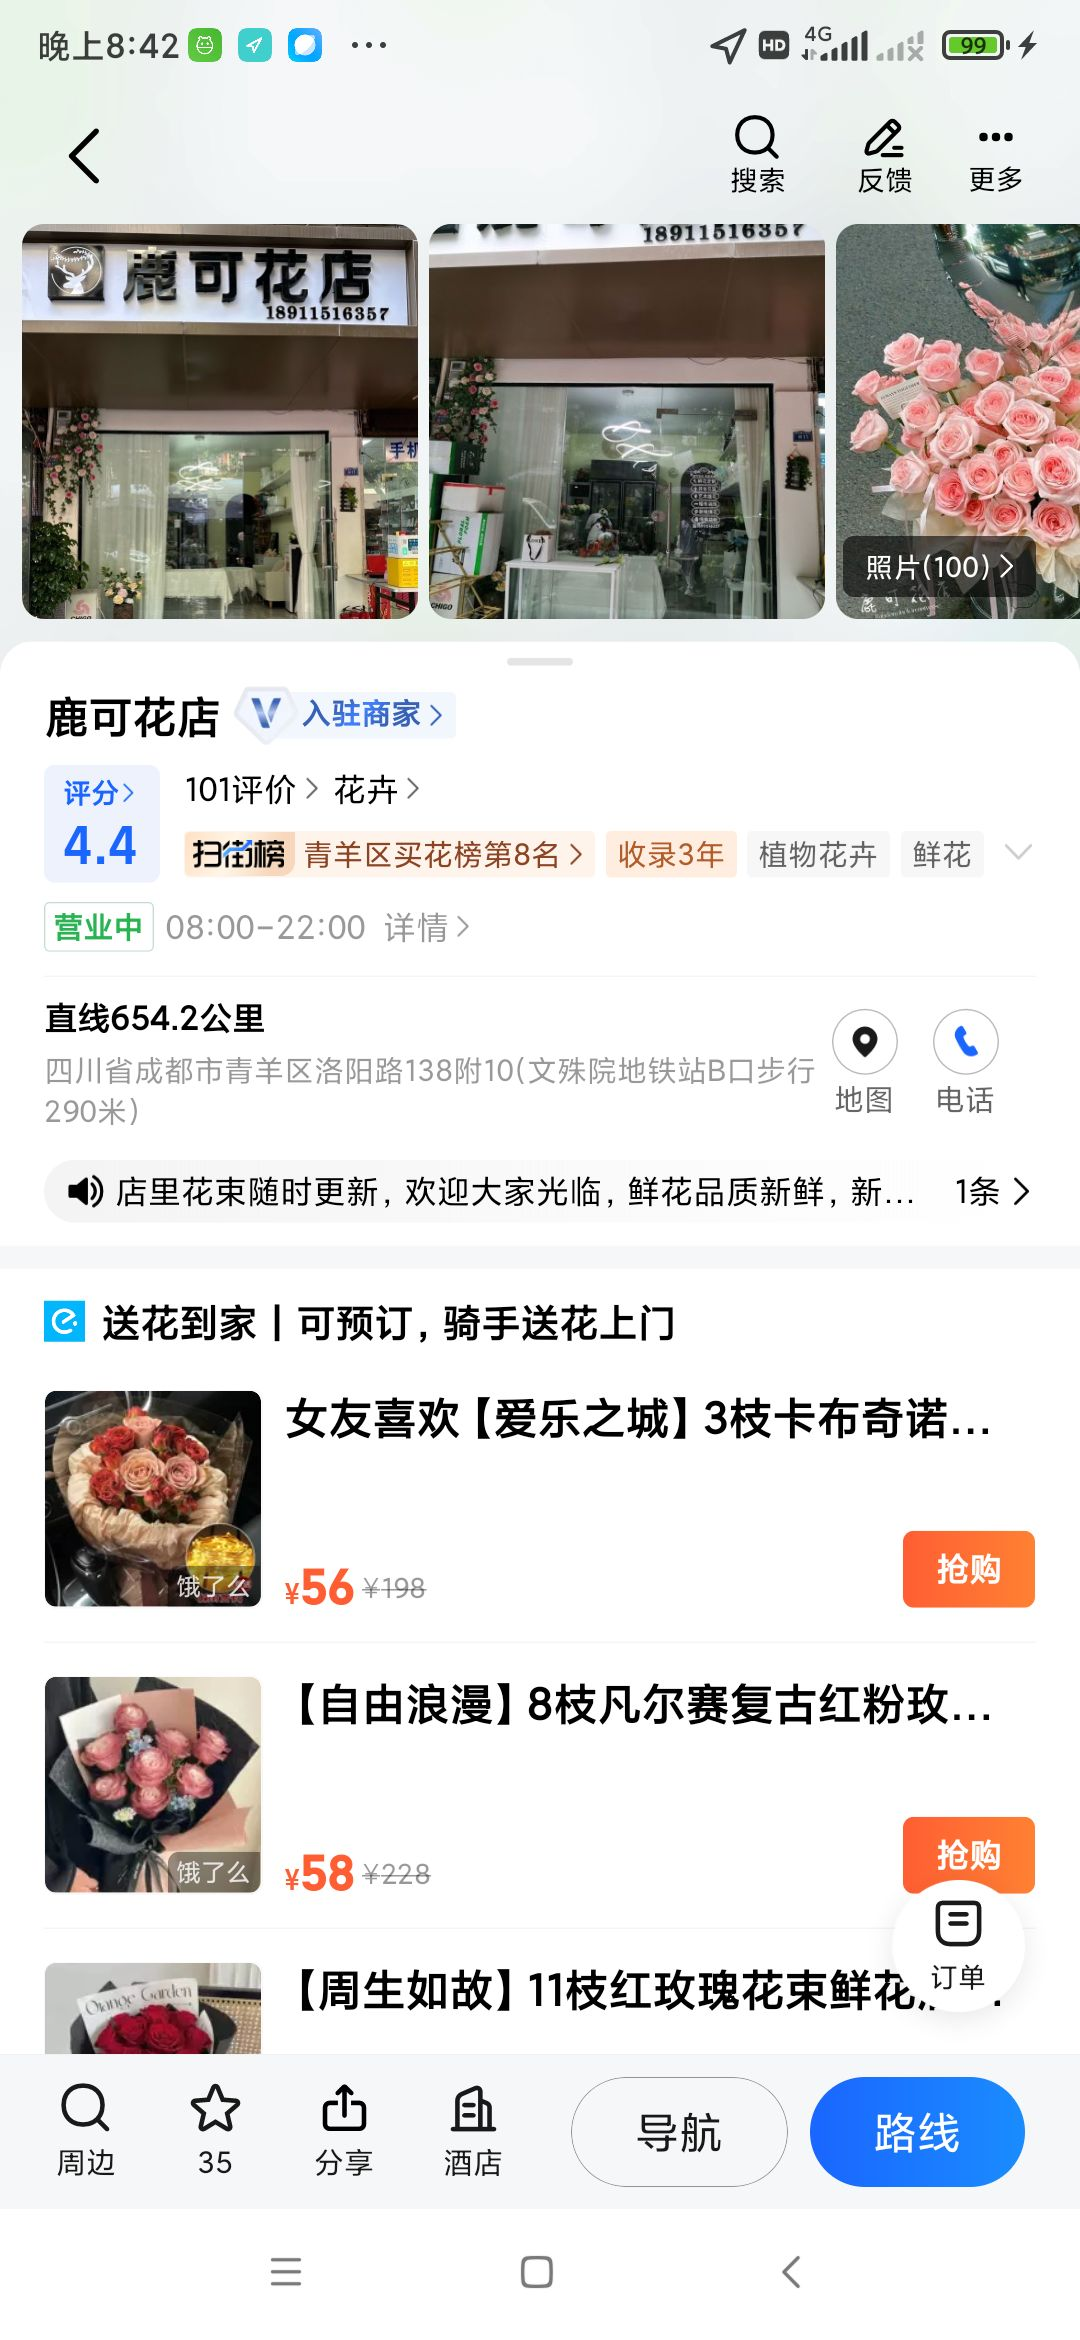 晚上8:42
HD
4G
99
搜索
反馈
更多
鹿可花店
18911516357
手机
CHIGO
18911516357
CHIGO
照片(100)
鹿可花店
V 入驻商家
评分
4.4
101评价 花卉
扫街榜 青羊区买花榜第8名 收录3年 植物花卉 鲜花
营业中 08:00-22:00 详情
直线654.2公里
四川省成都市青羊区洛阳路138附10(文殊院地铁站B口步行
290米)
地图
电话
店里花束随时更新，欢迎大家光临，鲜花品质新鲜，新... 1条
送花到家 | 可预订，骑手送花上门
女友喜欢【爱乐之城】3枝卡布奇诺...
饿了么
¥56 ¥198
抢购
【自由浪漫】8枝凡尔赛复古红粉玫...
饿了么
¥58 ¥228
抢购
订单
Orange Garden
【周生如故】11枝红玫瑰花束鲜花
周边
35
分享
酒店
导航
路线